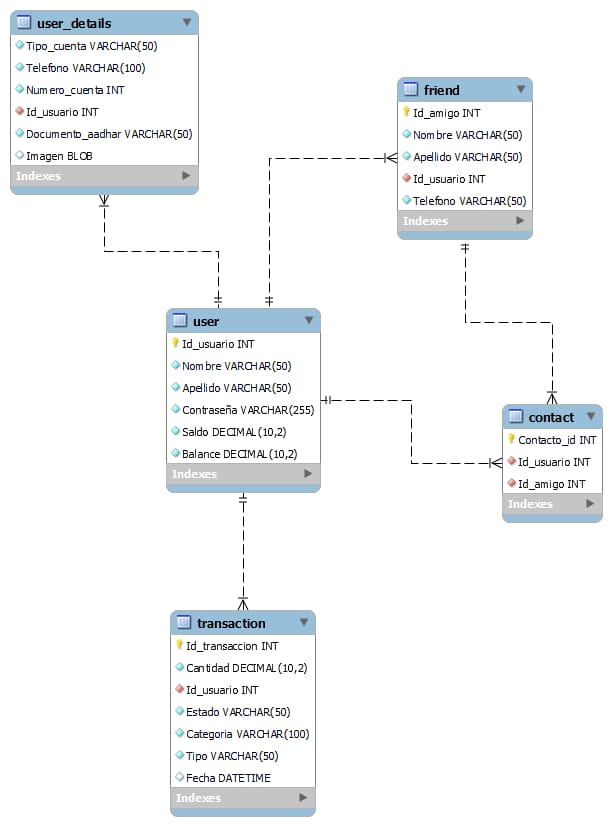 user_details
Tipo_cuenta VARCHAR(50)
Telefono VARCHAR(100)
Numero_cuenta INT
Id_usuario INT
Documento_aadhar VARCHAR(50)
Imagen BLOB
Indexes
friend
Id_amigo INT
Nombre VARCHAR(50)
Apellido VARCHAR(50)
Id_usuario INT
Telefono VARCHAR(50)
Indexes
user
Id_usuario INT
Nombre VARCHAR(50)
Apellido VARCHAR(50)
Contraseña VARCHAR(255)
Saldo DECIMAL(10,2)
Balance DECIMAL(10,2)
Indexes
contact
Contacto_id INT
Id_usuario INT
Id_amigo INT
Indexes
transaction
Id_transaccion INT
Cantidad DECIMAL(10,2)
Id_usuario INT
Estado VARCHAR(50)
Categoria VARCHAR(100)
Tipo VARCHAR(50)
Fecha DATETIME
Indexes